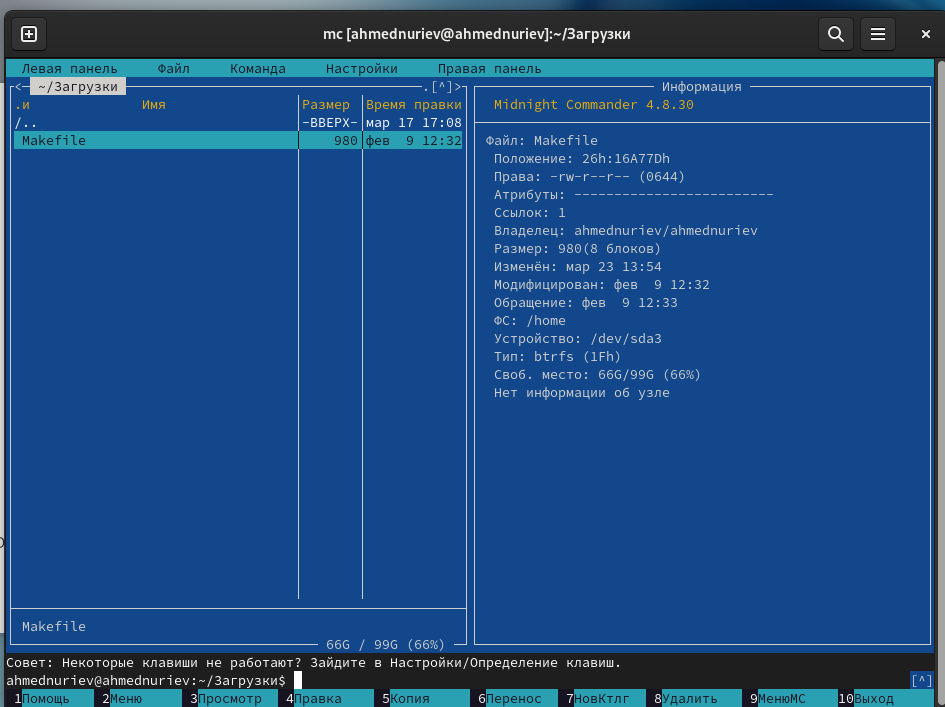 mc [ahmednuriev@ahmednuriev]:~/Загрузки
Левая панель Файл Команда Настройки Правая панель
<─ ~/Загрузки .[^]>
.и Имя Размер Время правки
/.. -ВВЕРХ- мар 17 17:08
Makefile 980 фев 9 12:32
Makefile
66G / 99G (66%)
Информация
Midnight Commander 4.8.30
Файл: Makefile
Положение: 26h:16A77Dh
Права: -rw-r--r-- (0644)
Атрибуты: -------------------------
Ссылок: 1
Владелец: ahmednuriev/ahmednuriev
Размер: 980(8 блоков)
Изменён: мар 23 13:54
Модифицирован: фев 9 12:32
Обращение: фев 9 12:33
ФС: /home
Устройство: /dev/sda3
Тип: btrfs (1Fh)
Своб. место: 66G/99G (66%)
Нет информации об узле
Совет: Некоторые клавиши не работают? Зайдите в Настройки/Определение клавиш.
ahmednuriev@ahmednuriev:~/Загрузки$ [^]
1Помощь 2Меню 3Просмотр 4Правка 5Копия 6Перенос 7НовКтлг 8Удалить 9МенюМС 10Выход